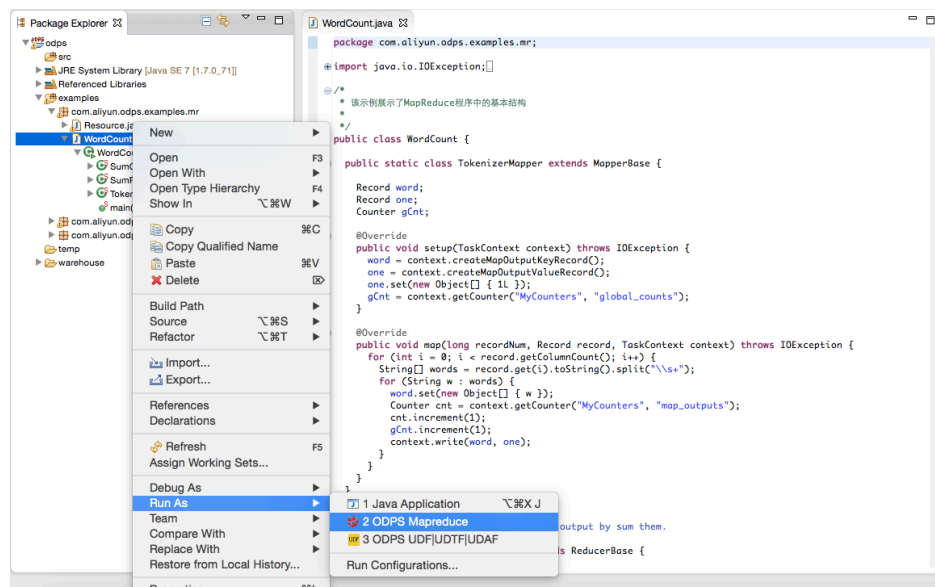 Package Explorer
odps
src
JRE System Library [Java SE 7 [1.7.0_71]]
Referenced Libraries
examples
com.aliyun.odps.examples.mr
Resource.ja
WordCount
WordCou
SumC
SumR
Token
main(
com.aliyun.odp
com.aliyun.odp
temp
warehouse
New
Open F3
Open With
Open Type Hierarchy F4
Show In ⌥⌘W
Copy ⌘C
Copy Qualified Name
Paste ⌘V
Delete ⌦
Build Path
Source ⌥⌘S
Refactor ⌥⌘T
Import...
Export...
References
Declarations
Refresh F5
Assign Working Sets...
Debug As
Run As
Team
Compare With
Replace With
Restore from Local History...
1 Java Application ⌥⌘X J
2 ODPS Mapreduce
3 ODPS UDF|UDTF|UDAF
Run Configurations...
WordCount.java
package com.aliyun.odps.examples.mr;
import java.io.IOException;
/*
* 该示例展示了MapReduce程序中的基本结构
*
*/
public class WordCount {
public static class TokenizerMapper extends MapperBase {
Record word;
Record one;
Counter gCnt;
@Override
public void setup(TaskContext context) throws IOException {
word = context.createMapOutputKeyRecord();
one = context.createMapOutputValueRecord();
one.set(new Object[] { 1L });
gCnt = context.getCounter("MyCounters", "global_counts");
}
@Override
public void map(long recordNum, Record record, TaskContext context) throws IOException {
for (int i = 0; i < record.getColumnCount(); i++) {
String[] words = record.get(i).toString().split("\\s+");
for (String w : words) {
word.set(new Object[] { w });
Counter cnt = context.getCounter("MyCounters", "map_outputs");
cnt.increment(1);
gCnt.increment(1);
context.write(word, one);
}
}
}
}
output by sum them.
s ReducerBase {